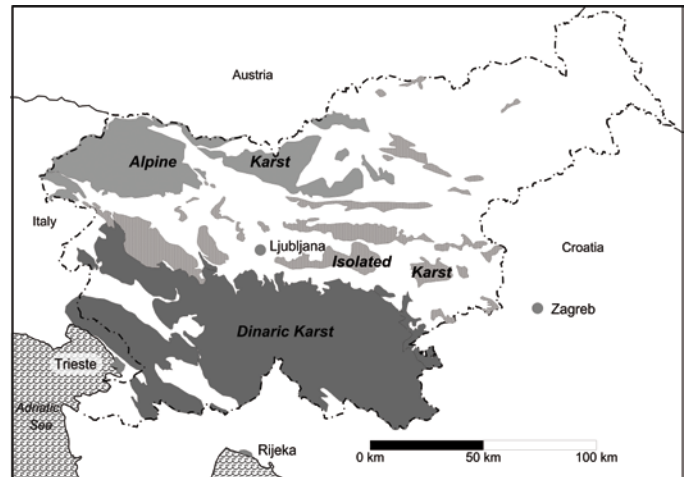 Austria
Alpine Karst
Italy
Ljubljana
Isolated
Karst
Croatia
Zagreb
Dinaric Karst
Trieste
Adriatic
See
Rijeka
0 km 50 km 100 km